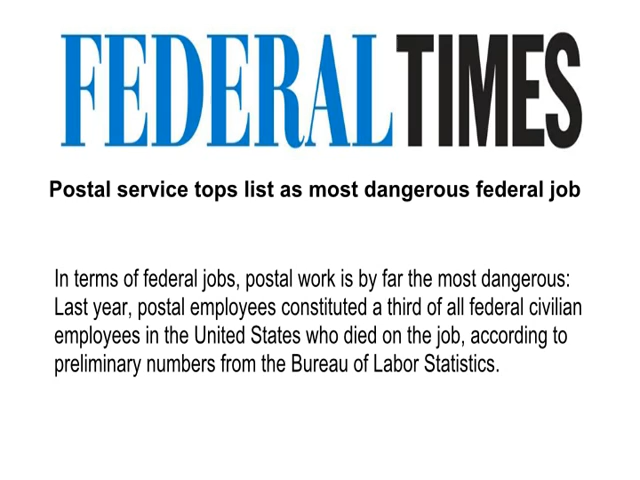 FEDERALTIMES
Postal service tops list as most dangerous federal job
In terms of federal jobs, postal work is by far the most dangerous:
Last year, postal employees constituted a third of all federal civilian
employees in the United States who died on the job, according to
preliminary numbers from the Bureau of Labor Statistics.